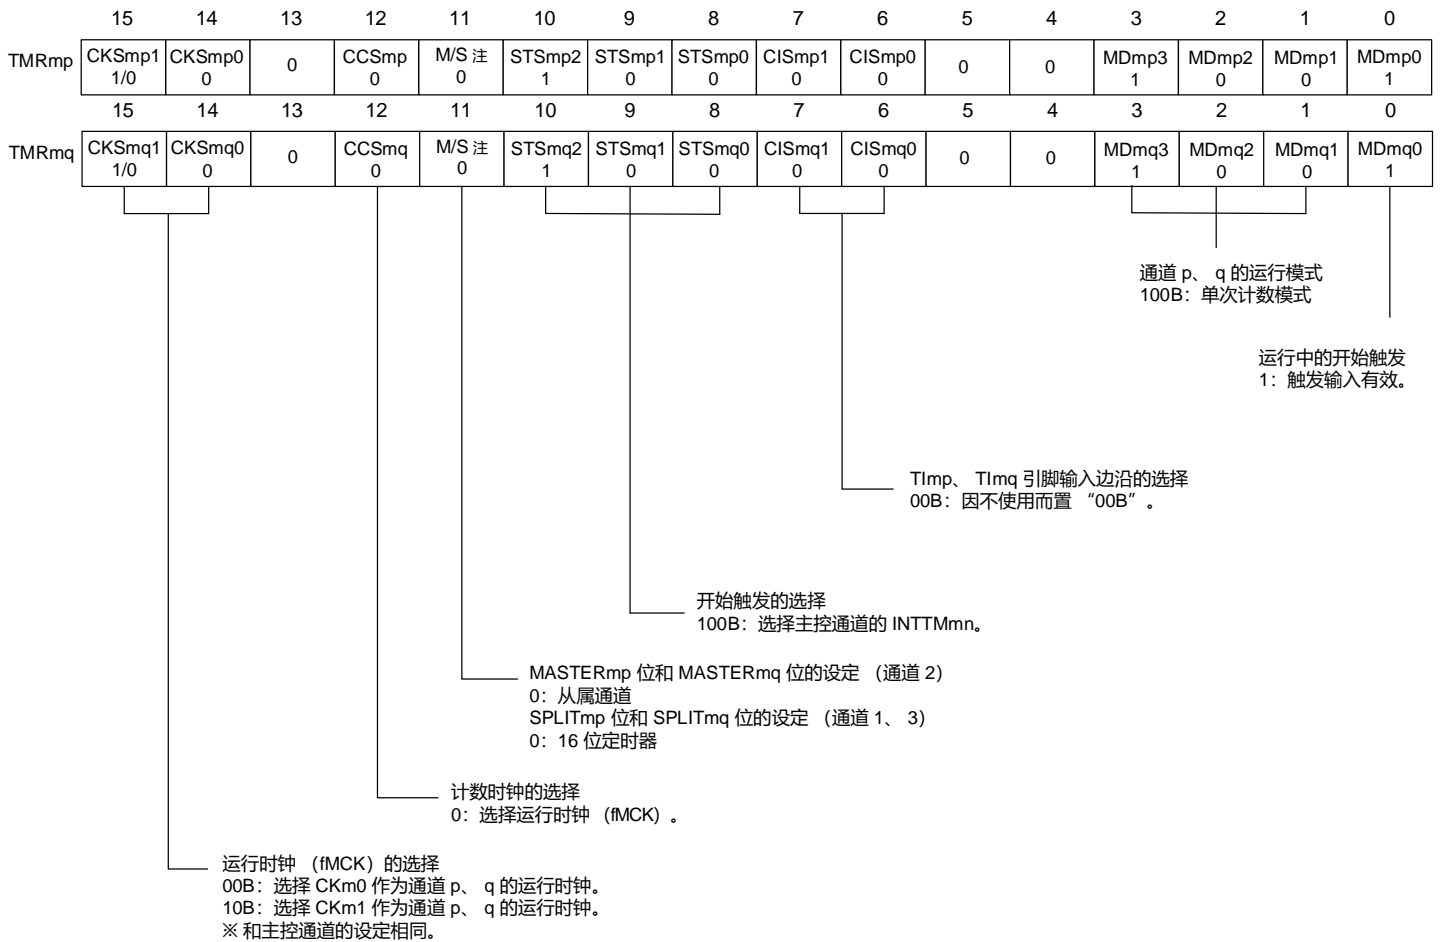 15 14 13 12 11 10 9 8 7 6 5 4 3 2 1 0
TMRmp CKSmp1 CKSmp0 0 CCSmp M/S 注 STSmp2 STSmp1 STSmp0 CISmp1 CISmp0 0 0 MDmp3 MDmp2 MDmp1 MDmp0
1/0 0 0 0 1 0 0 0 0 1 0 0 1
15 14 13 12 11 10 9 8 7 6 5 4 3 2 1 0
TMRmq CKSmq1 CKSmq0 0 CCSmq M/S 注 STSmq2 STSmq1 STSmq0 CISmq1 CISmq0 0 0 MDmq3 MDmq2 MDmq1 MDmq0
1/0 0 0 0 1 0 0 0 0 1 0 0 1
通道 p、 q 的运行模式
100B：单次计数模式
运行中的开始触发
1：触发输入有效。
TImp、 TImq 引脚输入边沿的选择
00B：因不使用而置 “00B”。
开始触发的选择
100B：选择主控通道的 INTTMmn。
MASTERmp 位和 MASTERmq 位的设定 （通道 2）
0：从属通道
SPLITmp 位和 SPLITmq 位的设定 （通道 1、 3）
0：16 位定时器
计数时钟的选择
0：选择运行时钟 （fMCK）。
运行时钟 （fMCK）的选择
00B：选择 CKm0 作为通道 p、 q 的运行时钟。
10B：选择 CKm1 作为通道 p、 q 的运行时钟。
※ 和主控通道的设定相同。